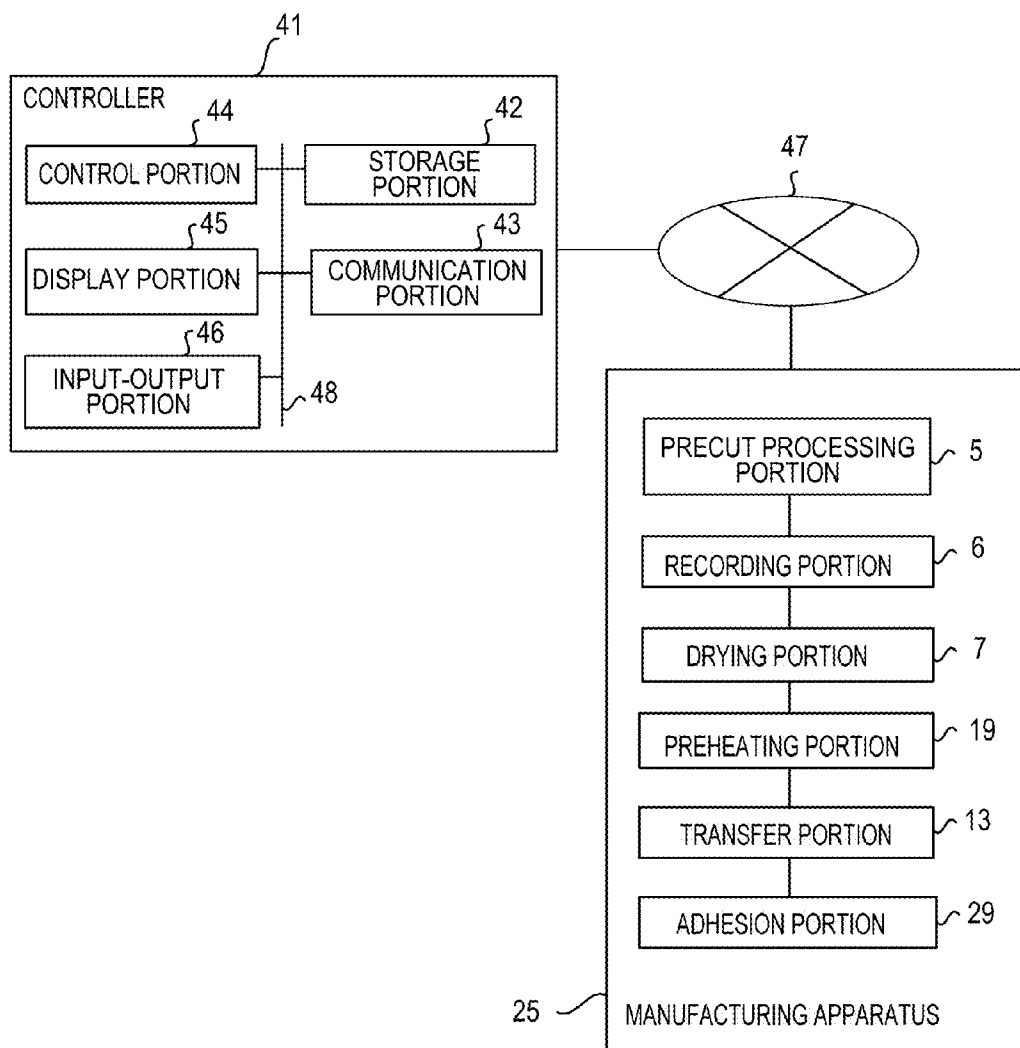 41
CONTROLLER
44
CONTROL PORTION
42
STORAGE
PORTION
45
DISPLAY PORTION
43
COMMUNICATION
PORTION
46
INPUT-OUTPUT
PORTION
48
47
PRECUT PROCESSING
PORTION
5
RECORDING PORTION
6
DRYING PORTION
7
PREHEATING PORTION
19
TRANSFER PORTION
13
ADHESION PORTION
29
25
MANUFACTURING APPARATUS